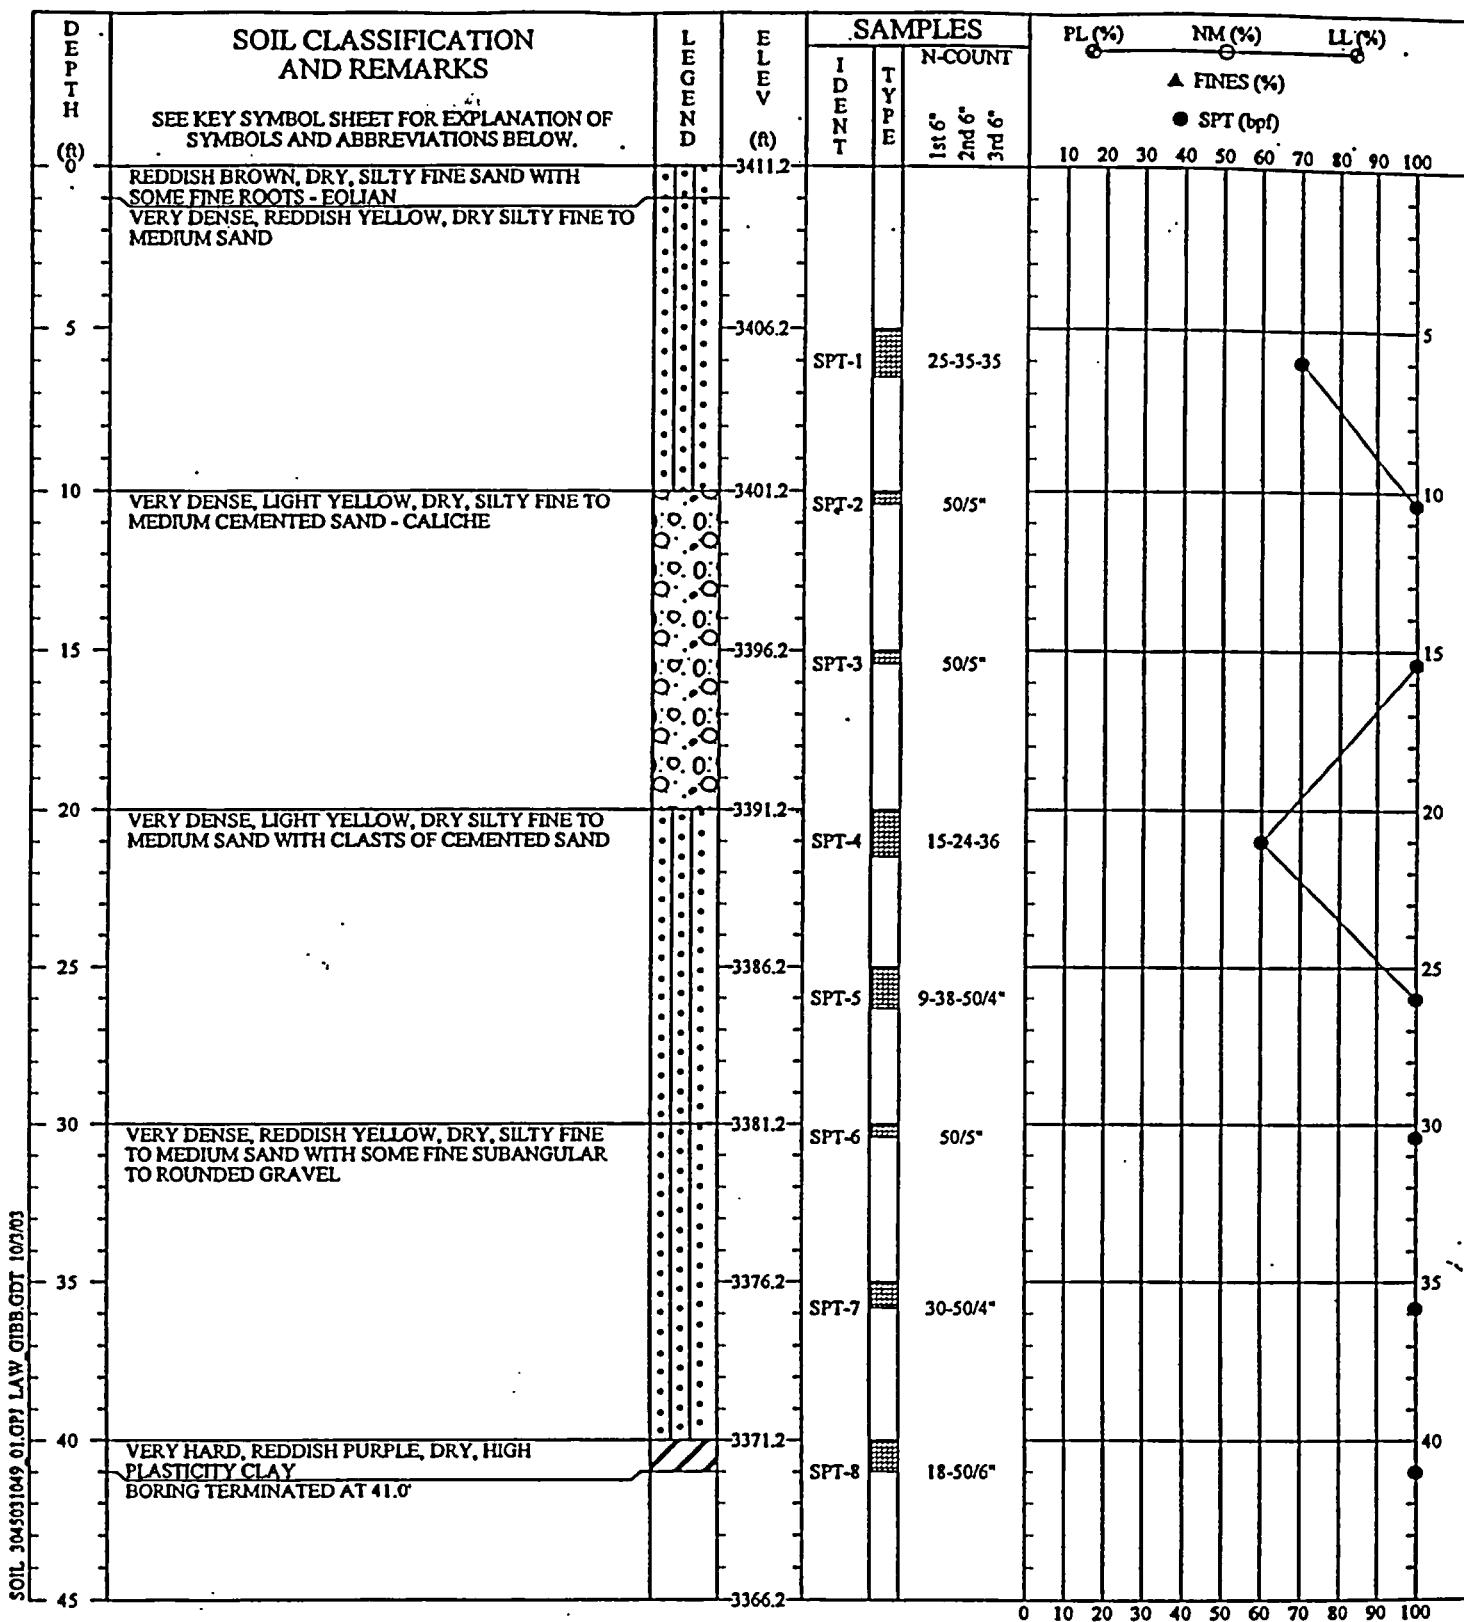 DEPTH
(ft)
SOIL CLASSIFICATION
AND REMARKS
SEE KEY SYMBOL SHEET FOR EXPLANATION OF
SYMBOLS AND ABBREVIATIONS BELOW.
LEGEND
ELEV
(ft)
SAMPLES
IDENT
TYPE
N-COUNT
1st 6"
2nd 6"
3rd 6"
PL (%) NM (%) LL (%)
▲ FINES (%)
● SPT (bpf)
10 20 30 40 50 60 70 80 90 100
0 3411.2
REDDISH BROWN, DRY, SILTY FINE SAND WITH
SOME FINE ROOTS - EOLIAN
VERY DENSE, REDDISH YELLOW, DRY SILTY FINE TO
MEDIUM SAND
5 3406.2 5
SPT-1 25-35-35
10 3401.2 10
VERY DENSE, LIGHT YELLOW, DRY, SILTY FINE TO
MEDIUM CEMENTED SAND - CALICHE
SPT-2 50/5"
15 3396.2 15
SPT-3 50/5"
20 3391.2 20
VERY DENSE, LIGHT YELLOW, DRY SILTY FINE TO
MEDIUM SAND WITH CLASTS OF CEMENTED SAND
SPT-4 15-24-36
25 3386.2 25
SPT-5 9-38-50/4"
30 3381.2 30
VERY DENSE, REDDISH YELLOW, DRY, SILTY FINE
TO MEDIUM SAND WITH SOME FINE SUBANGULAR
TO ROUNDED GRAVEL
SPT-6 50/5"
35 3376.2 35
SPT-7 30-50/4"
40 3371.2 40
VERY HARD, REDDISH PURPLE, DRY, HIGH
PLASTICITY CLAY
SPT-8 18-50/6"
BORING TERMINATED AT 41.0'
45 3366.2
0 10 20 30 40 50 60 70 80 90 100
SOIL 3045031049_01.GPJ LAW_GIBB.GDT 10/3/03